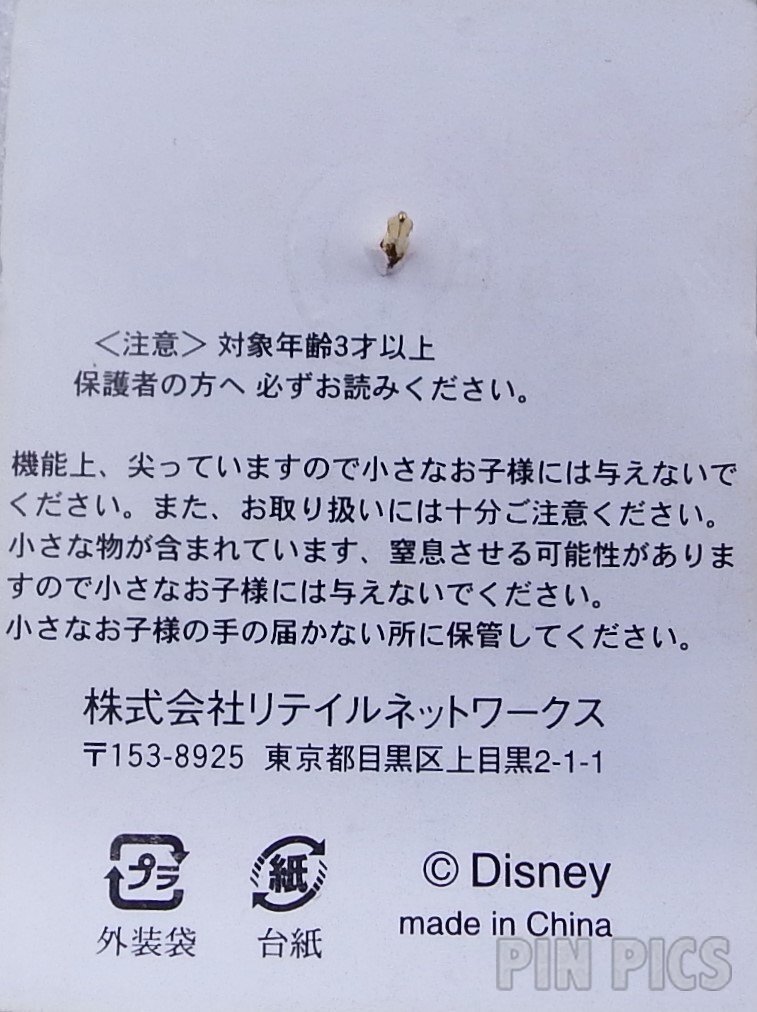 ＜注意＞ 対象年齢3才以上
保護者の方へ 必ずお読みください。
機能上、尖っていますので小さなお子様には与えないで
ください。また、お取り扱いには十分ご注意ください。
小さな物が含まれています、窒息させる可能性がありま
すので小さなお子様には与えないでください。
小さなお子様の手の届かない所に保管してください。
株式会社リテイルネットワークス
〒153-8925 東京都目黒区上目黒2-1-1
プラ 紙 © Disney
外装袋 台紙 made in China
PIN PICS